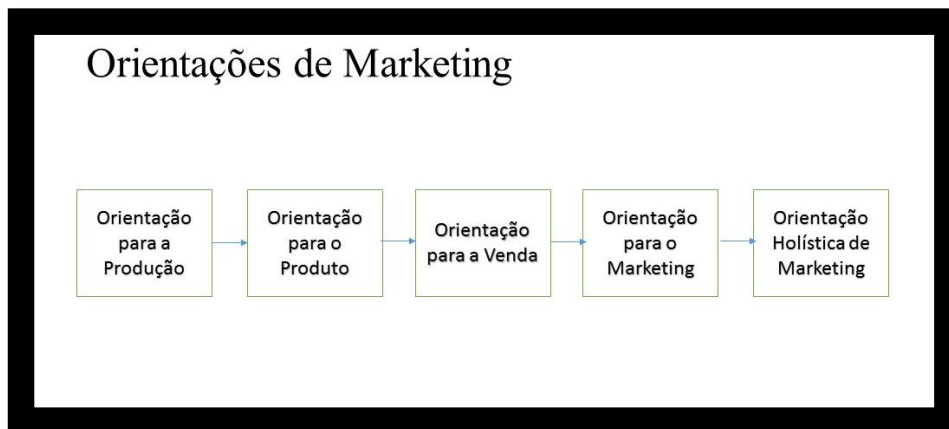 Orientações de Marketing
Orientação
para a
Produção
Orientação
para o
Produto
Orientação
para a Venda
Orientação
para o
Marketing
Orientação
Holística de
Marketing